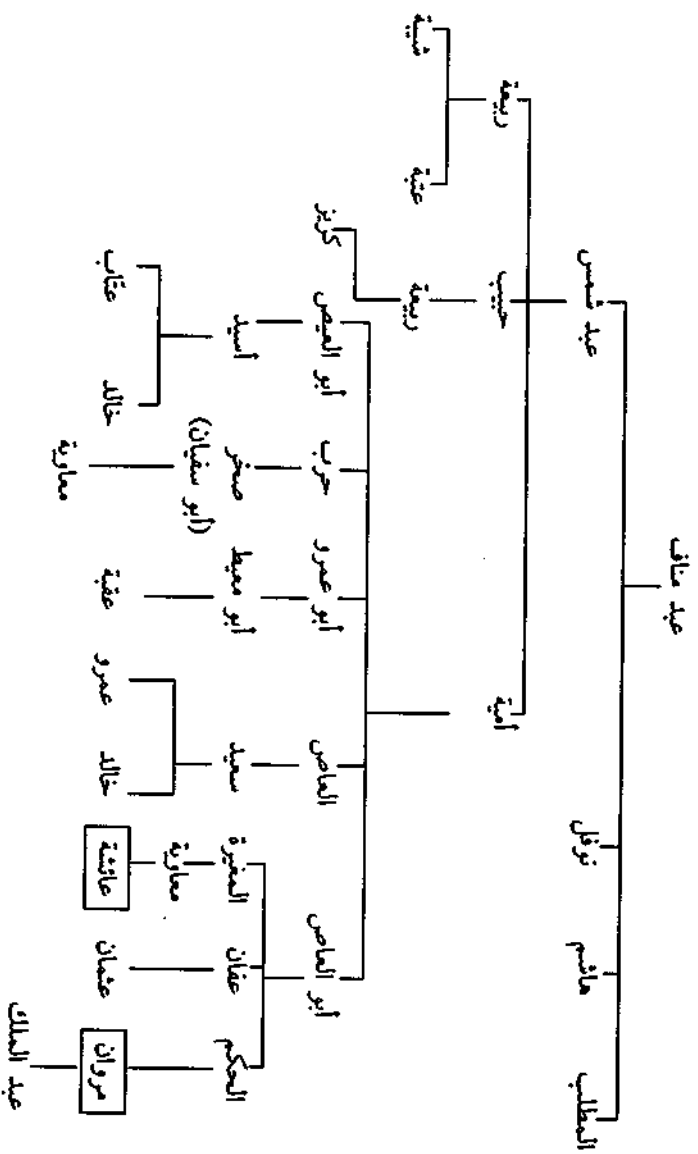 عبد مناف
المطلب هاشم نوفل عبد شمس
أمية حبيب ربيعة
ربيعة عتبة شيبة
أبو العاص العاص أبو عمرو حرب أبو العيص كريز
الحكم عفان المغيرة سعيد أبو معيط صخر أسيد
(أبو سفيان)
معاوية
مروان عثمان عائشة خالد عمرو عقبة خالد عتاب
معاوية
عبد الملك